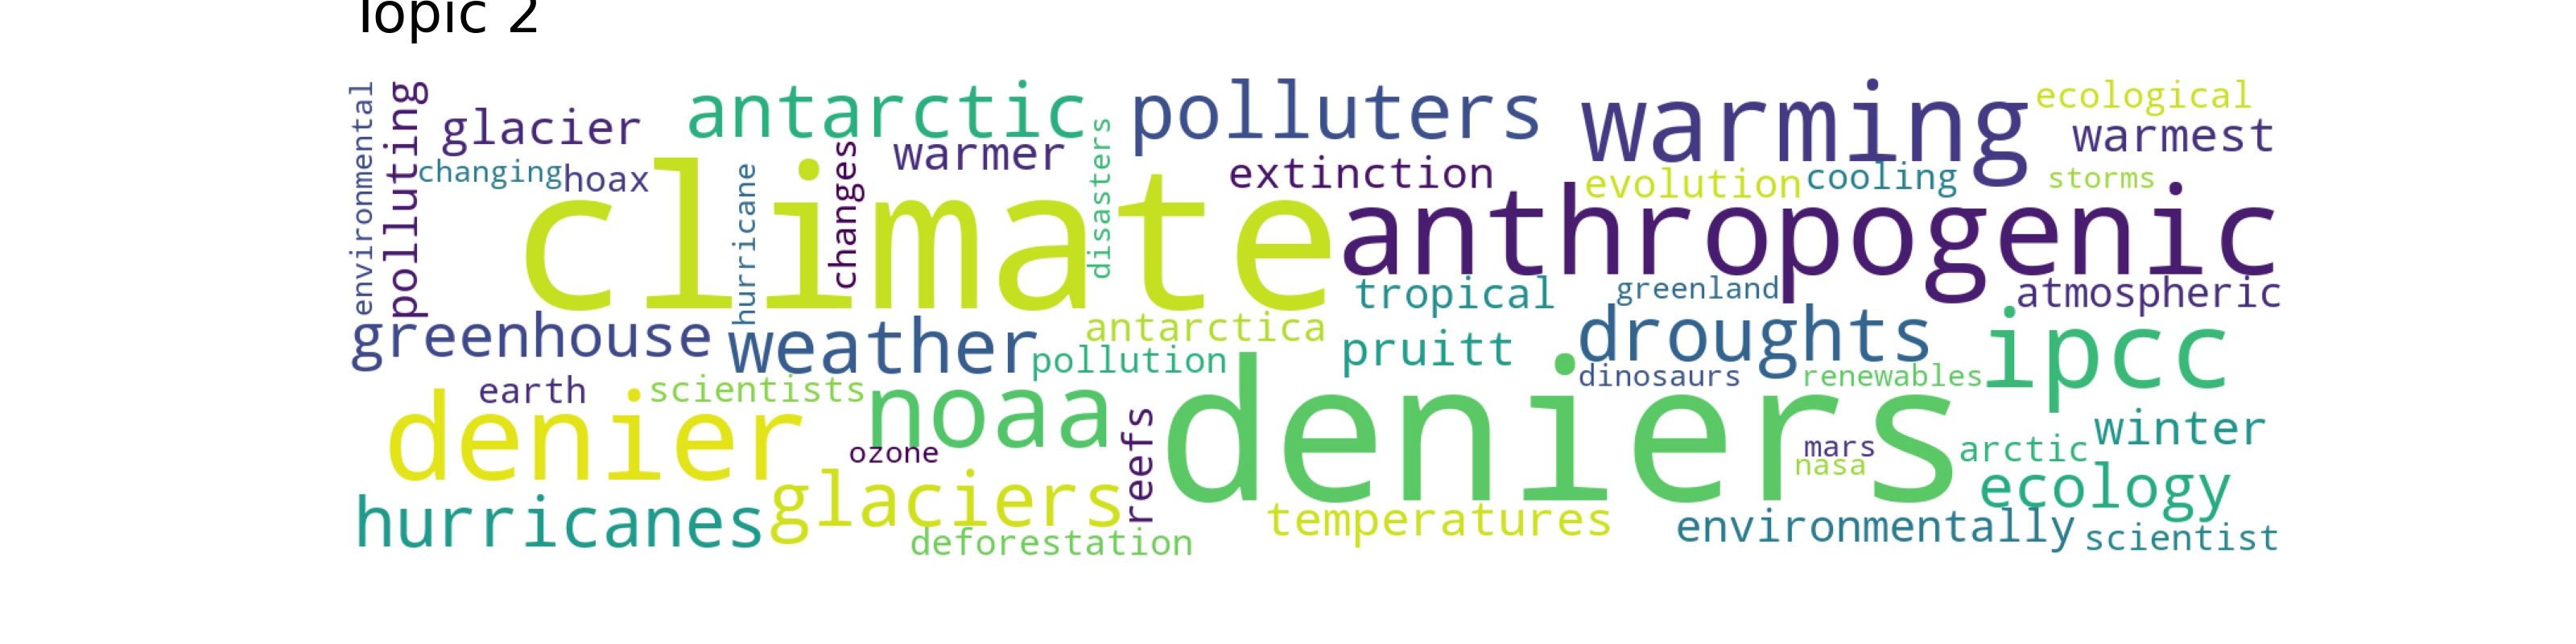 Topic 2
environmental
polluting
glacier
antarctic
polluters
warming
ecological
warmest
changing
hoax
warmer
disasters
extinction
evolution
cooling
storms
climate
hurricane
changes
anthropogenic
tropical
greenland
atmospheric
greenhouse
weather
antarctica
pollution
pruitt
droughts
ipcc
earth
scientists
dinosaurs
renewables
denier
noaa
deniers
ozone
reefs
mars
nasa
arctic
winter
hurricanes
glaciers
ecology
deforestation
temperatures
environmentally
scientist